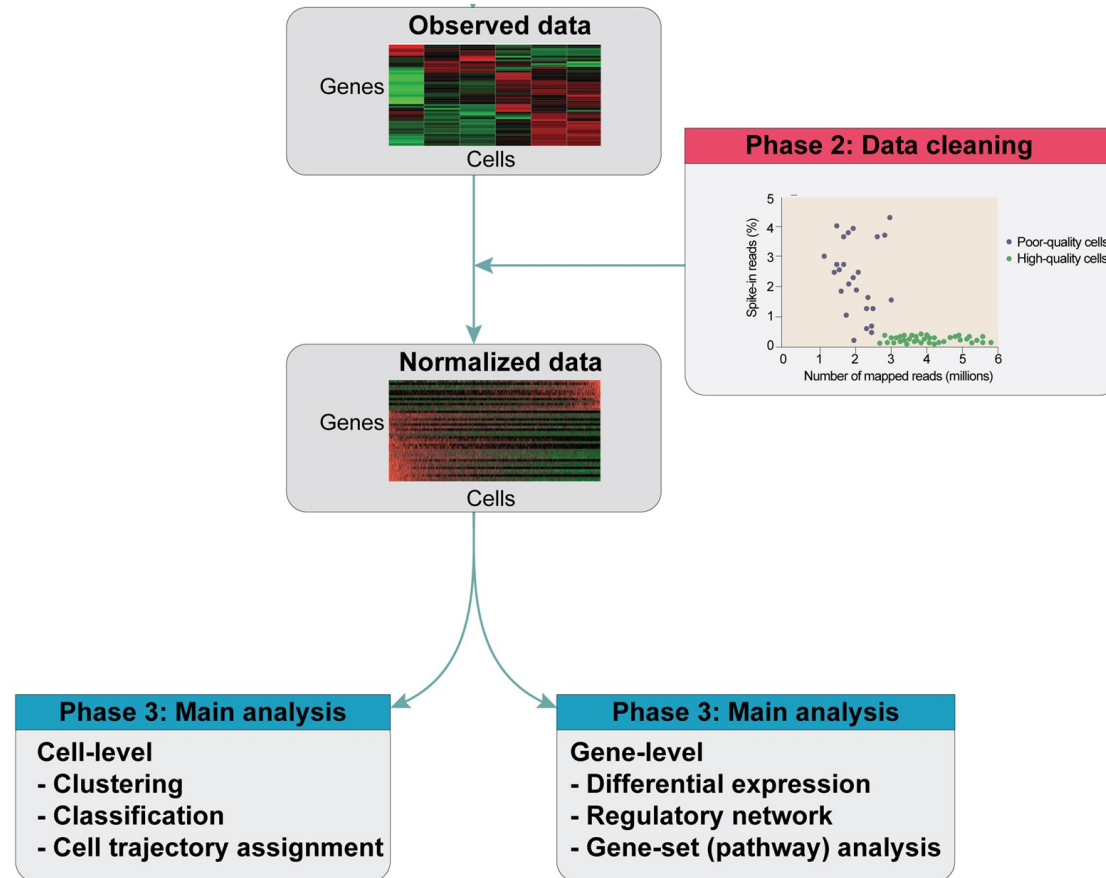 Observed data
Genes
Cells
Phase 2: Data cleaning
5
4
3
2
1
0
Spike-in reads (%)
0 1 2 3 4 5 6
Number of mapped reads (millions)
Poor-quality cells
High-quality cells
Normalized data
Genes
Cells
Phase 3: Main analysis
Cell-level
- Clustering
- Classification
- Cell trajectory assignment
Phase 3: Main analysis
Gene-level
- Differential expression
- Regulatory network
- Gene-set (pathway) analysis